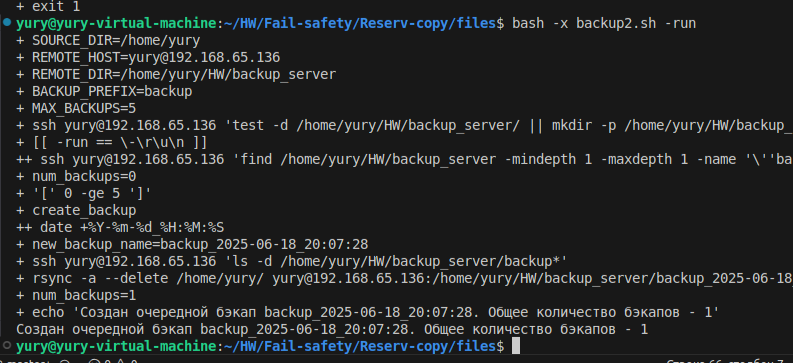 + exit 1
yury@yury-virtual-machine:~/HW/Fail-safety/Reserv-copy/files$ bash -x backup2.sh -run
+ SOURCE_DIR=/home/yury
+ REMOTE_HOST=yury@192.168.65.136
+ REMOTE_DIR=/home/yury/HW/backup_server
+ BACKUP_PREFIX=backup
+ MAX_BACKUPS=5
+ ssh yury@192.168.65.136 'test -d /home/yury/HW/backup_server/ || mkdir -p /home/yury/HW/backup_
+ [[ -run == \-\r\u\n ]]
++ ssh yury@192.168.65.136 'find /home/yury/HW/backup_server -mindepth 1 -maxdepth 1 -name '\''ba
+ num_backups=0
+ '[' 0 -ge 5 ']'
+ create_backup
++ date +%Y-%m-%d_%H:%M:%S
+ new_backup_name=backup_2025-06-18_20:07:28
+ ssh yury@192.168.65.136 'ls -d /home/yury/HW/backup_server/backup*'
+ rsync -a --delete /home/yury/ yury@192.168.65.136:/home/yury/HW/backup_server/backup_2025-06-18
+ num_backups=1
+ echo 'Создан очередной бэкап backup_2025-06-18_20:07:28. Общее количество бэкапов - 1'
Создан очередной бэкап backup_2025-06-18_20:07:28. Общее количество бэкапов - 1
yury@yury-virtual-machine:~/HW/Fail-safety/Reserv-copy/files$